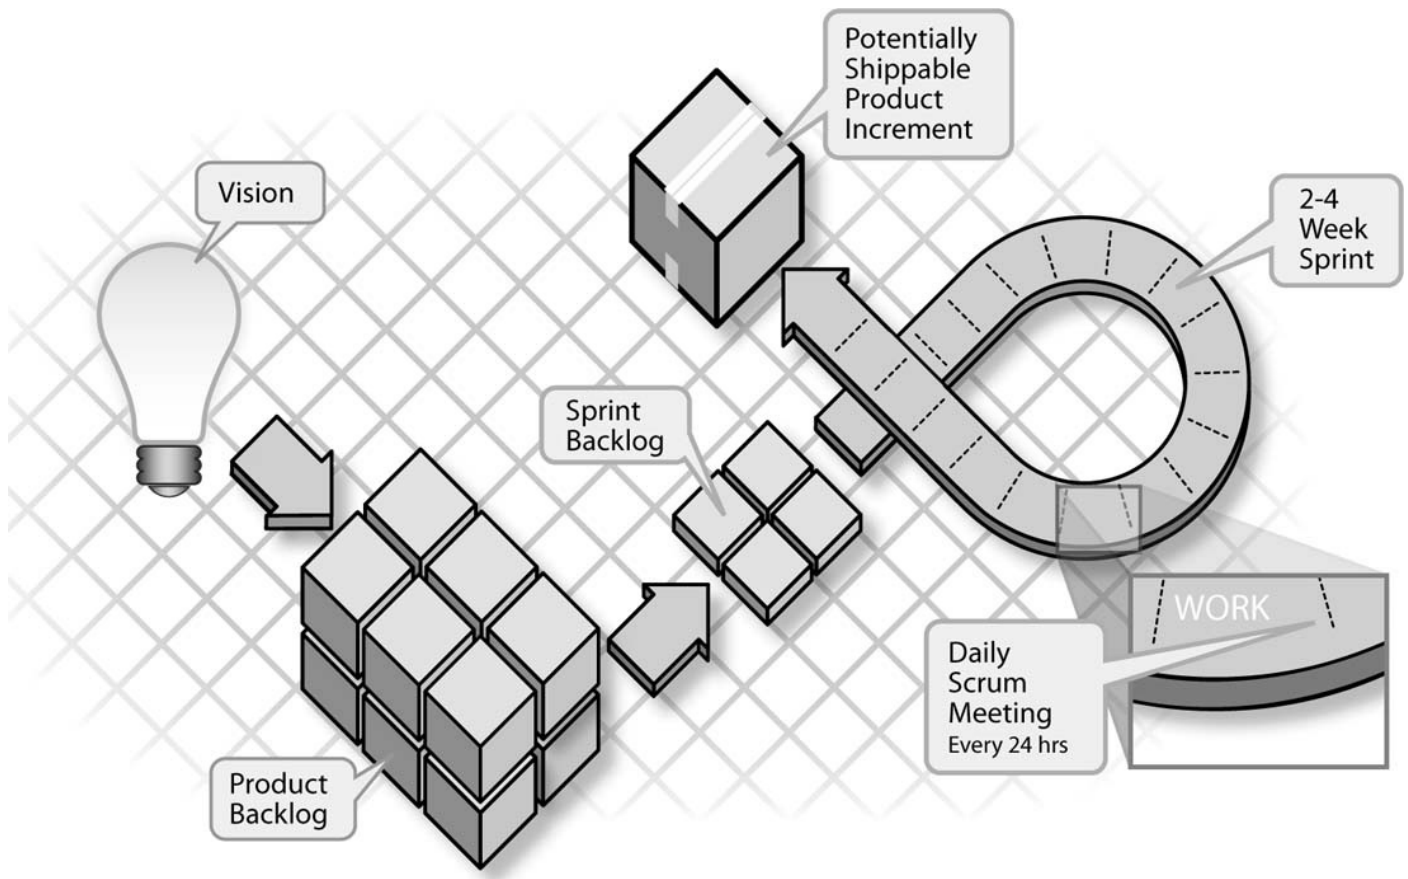 Vision
Product
Backlog
Sprint
Backlog
Potentially
Shippable
Product
Increment
2-4
Week
Sprint
WORK
Daily
Scrum
Meeting
Every 24 hrs